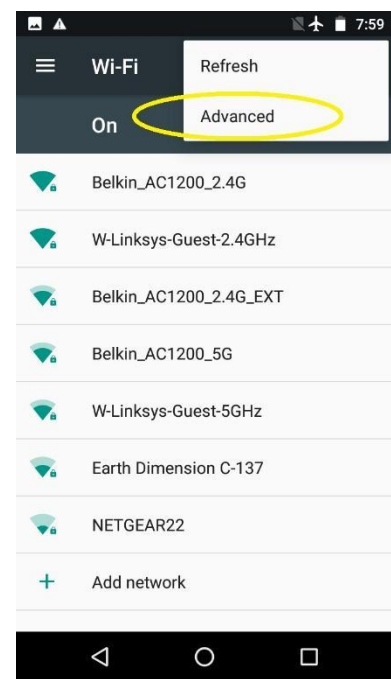 7:59
Wi-Fi
Refresh
On
Advanced
Belkin_AC1200_2.4G
W-Linksys-Guest-2.4GHz
Belkin_AC1200_2.4G_EXT
Belkin_AC1200_5G
W-Linksys-Guest-5GHz
Earth Dimension C-137
NETGEAR22
Add network